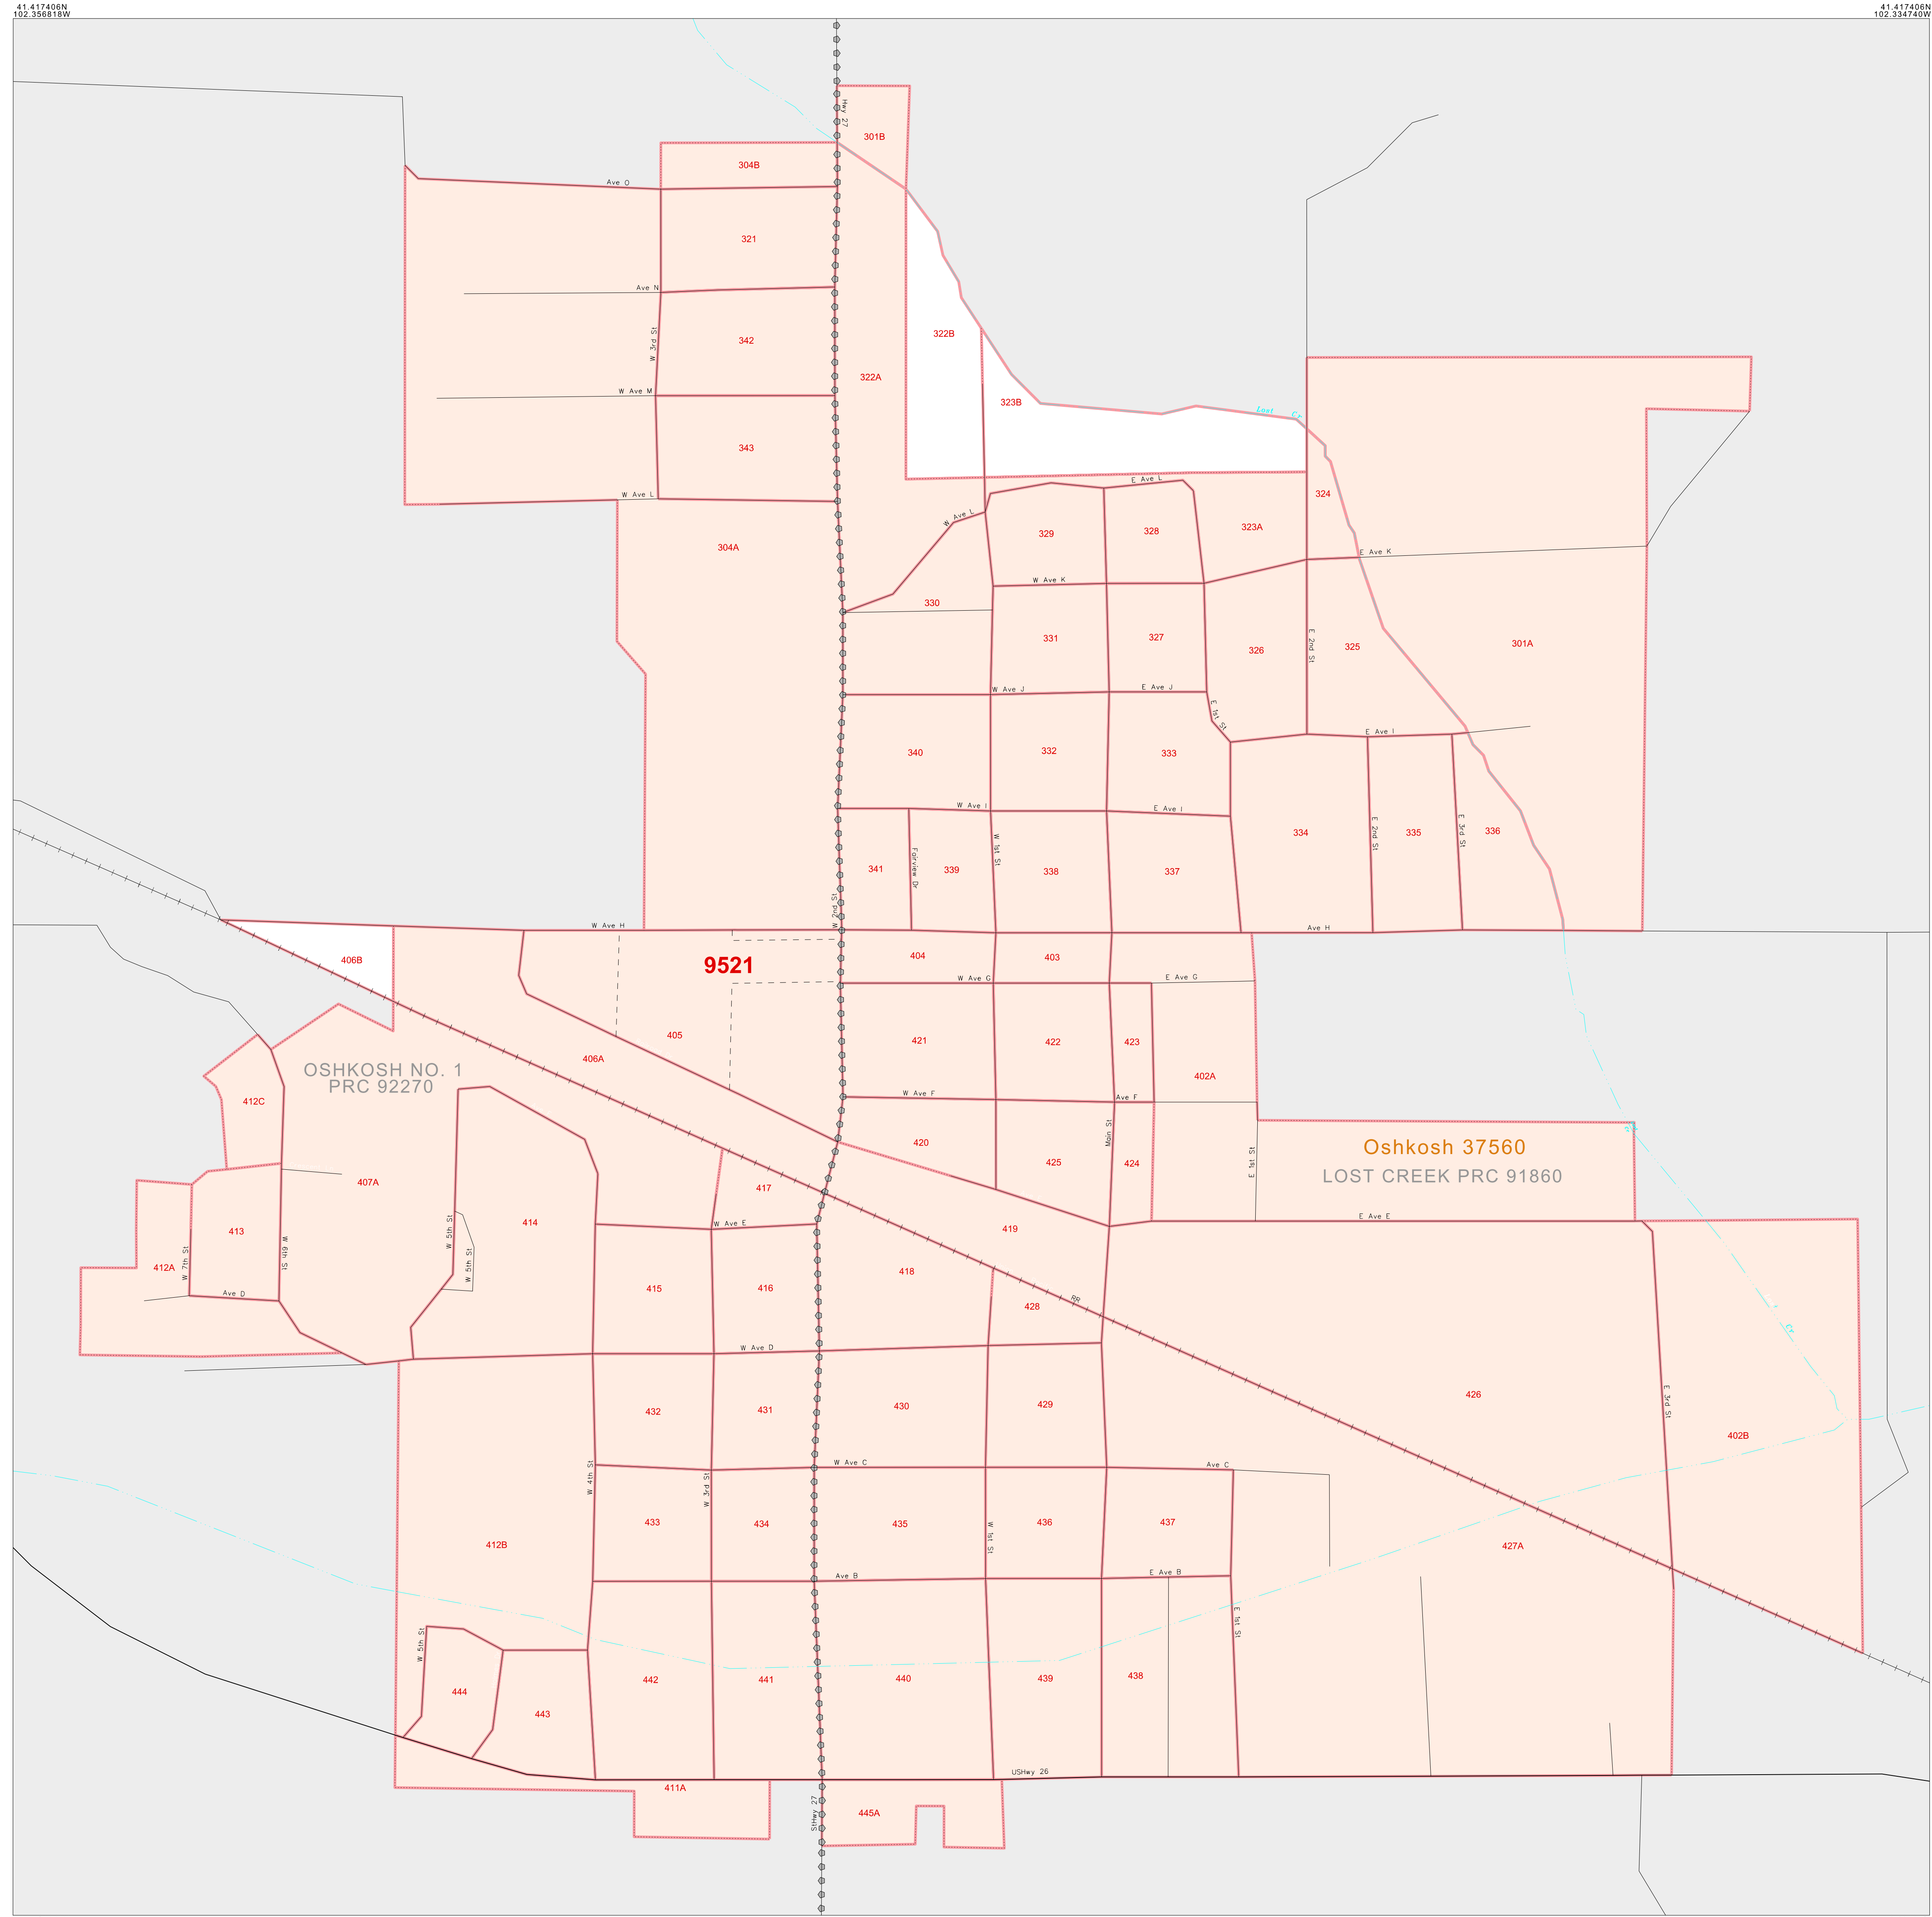 41.417406N
102.356818W
41.417406N
102.334740W
Hwy 27
301B
304B
Ave O
321
Ave N
322B
W 3rd St
342
322A
W Ave M
323B
Lost Cr
343
E Ave L
W Ave L
324
W Ave L
329
328
323A
304A
E Ave K
W Ave K
330
331
327
E 2nd St
326
325
301A
W Ave J
E Ave J
E 1st St
E Ave I
340
332
333
W Ave I
E Ave I
E 2nd St
E 3rd St
334
335
336
W 1st St
Fairview Dr
341
339
338
337
W 2nd St
W Ave H
Ave H
406B
9521
404
403
W Ave G
E Ave G
405
421
422
423
406A
OSHKOSH NO. 1
PRC 92270
402A
412C
W Ave F
Ave F
Main St
420
425
424
E 1st St
Oshkosh 37560
LOST CREEK PRC 91860
407A
417
W 5th St
414
W Ave E
419
E Ave E
413
W 6th St
W 7th St
412A
W 5th St
418
415
416
Ave D
428
RR
Cr
W Ave D
426
E 3rd St
432
431
430
429
402B
W Ave C
Ave C
W 4th St
W 3rd St
433
434
435
W 1st St
436
437
412B
427A
Ave B
E Ave B
E 1st St
W 5th St
444
442
441
440
439
438
443
USHwy 26
411A
StHwy 27
445A